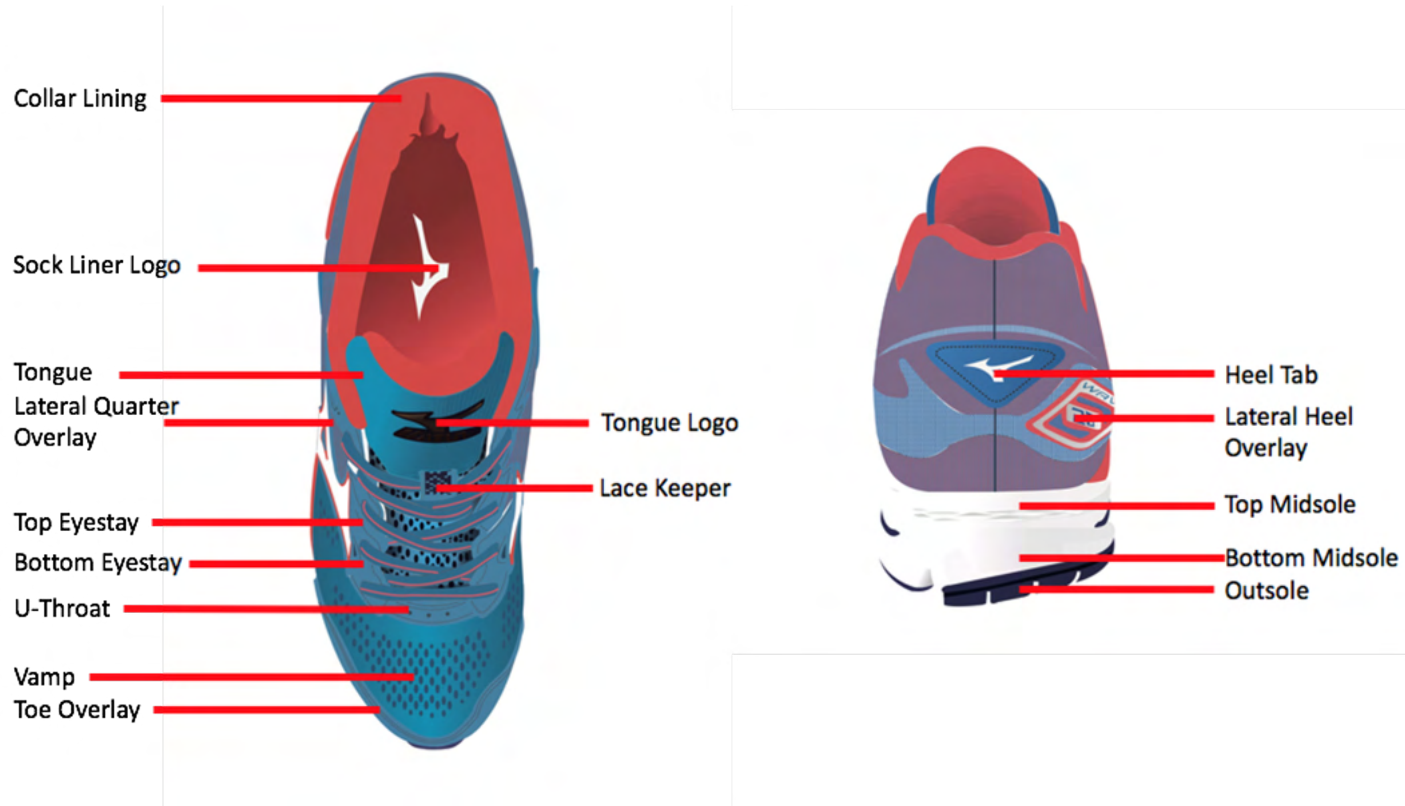 Collar Lining
Sock Liner Logo
Tongue
Lateral Quarter
Overlay
Top Eyestay
Bottom Eyestay
U-Throat
Vamp
Toe Overlay
Tongue Logo
Lace Keeper
Heel Tab
Lateral Heel
Overlay
Top Midsole
Bottom Midsole
Outsole